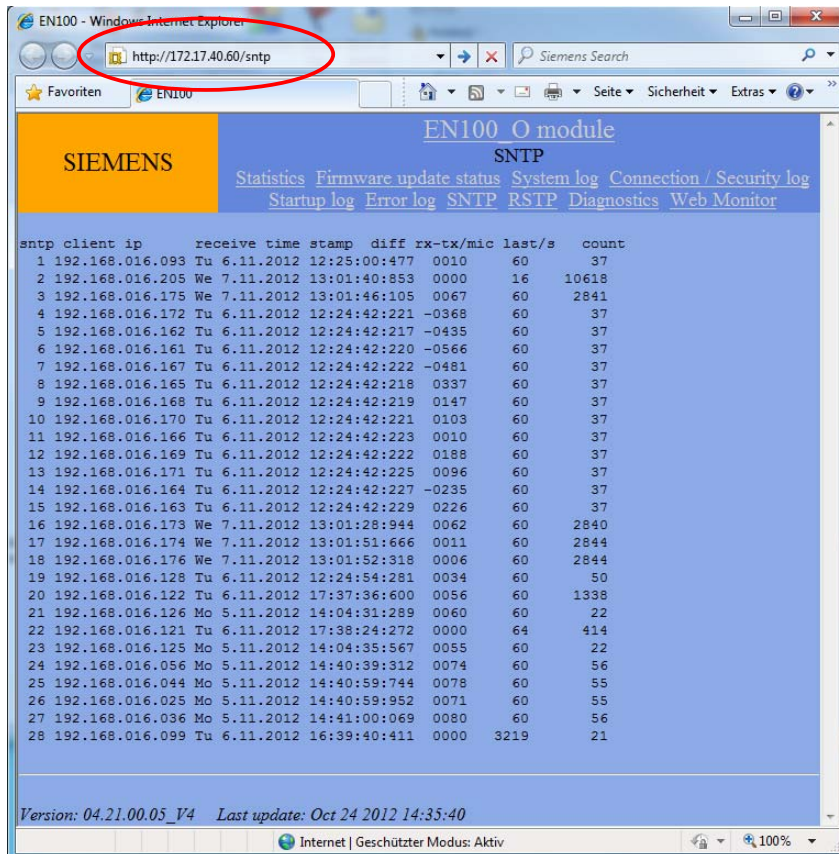 EN100 - Windows Internet Explorer
http://172.17.40.60/sntp
Siemens Search
Favoriten EN100 Seite Sicherheit Extras
SIEMENS
EN100_O module
SNTP
Statistics Firmware update status System log Connection / Security log
Startup log Error log SNTP RSTP Diagnostics Web Monitor
sntp client ip receive time stamp diff rx-tx/mic last/s count
1 192.168.016.093 Tu 6.11.2012 12:25:00:477 0010 60 37
2 192.168.016.205 We 7.11.2012 13:01:40:853 0000 16 10618
3 192.168.016.175 We 7.11.2012 13:01:46:105 0067 60 2841
4 192.168.016.172 Tu 6.11.2012 12:24:42:221 -0368 60 37
5 192.168.016.162 Tu 6.11.2012 12:24:42:217 -0435 60 37
6 192.168.016.161 Tu 6.11.2012 12:24:42:220 -0566 60 37
7 192.168.016.167 Tu 6.11.2012 12:24:42:222 -0481 60 37
8 192.168.016.165 Tu 6.11.2012 12:24:42:218 0337 60 37
9 192.168.016.168 Tu 6.11.2012 12:24:42:219 0147 60 37
10 192.168.016.170 Tu 6.11.2012 12:24:42:221 0103 60 37
11 192.168.016.166 Tu 6.11.2012 12:24:42:223 0010 60 37
12 192.168.016.169 Tu 6.11.2012 12:24:42:222 0188 60 37
13 192.168.016.171 Tu 6.11.2012 12:24:42:225 0096 60 37
14 192.168.016.164 Tu 6.11.2012 12:24:42:227 -0235 60 37
15 192.168.016.163 Tu 6.11.2012 12:24:42:229 0226 60 37
16 192.168.016.173 We 7.11.2012 13:01:28:944 0062 60 2840
17 192.168.016.174 We 7.11.2012 13:01:51:666 0011 60 2844
18 192.168.016.176 We 7.11.2012 13:01:52:318 0006 60 2844
19 192.168.016.128 Tu 6.11.2012 12:24:54:281 0034 60 50
20 192.168.016.122 Tu 6.11.2012 17:37:36:600 0056 60 1338
21 192.168.016.126 Mo 5.11.2012 14:04:31:289 0060 60 22
22 192.168.016.121 Tu 6.11.2012 17:38:24:272 0000 64 414
23 192.168.016.125 Mo 5.11.2012 14:04:35:567 0055 60 22
24 192.168.016.056 Mo 5.11.2012 14:40:39:312 0074 60 56
25 192.168.016.044 Mo 5.11.2012 14:40:59:744 0078 60 55
26 192.168.016.025 Mo 5.11.2012 14:40:59:952 0071 60 55
27 192.168.016.036 Mo 5.11.2012 14:41:00:069 0080 60 56
28 192.168.016.099 Tu 6.11.2012 16:39:40:411 0000 3219 21
Version: 04.21.00.05_V4 Last update: Oct 24 2012 14:35:40
Internet | Geschützter Modus: Aktiv 100%